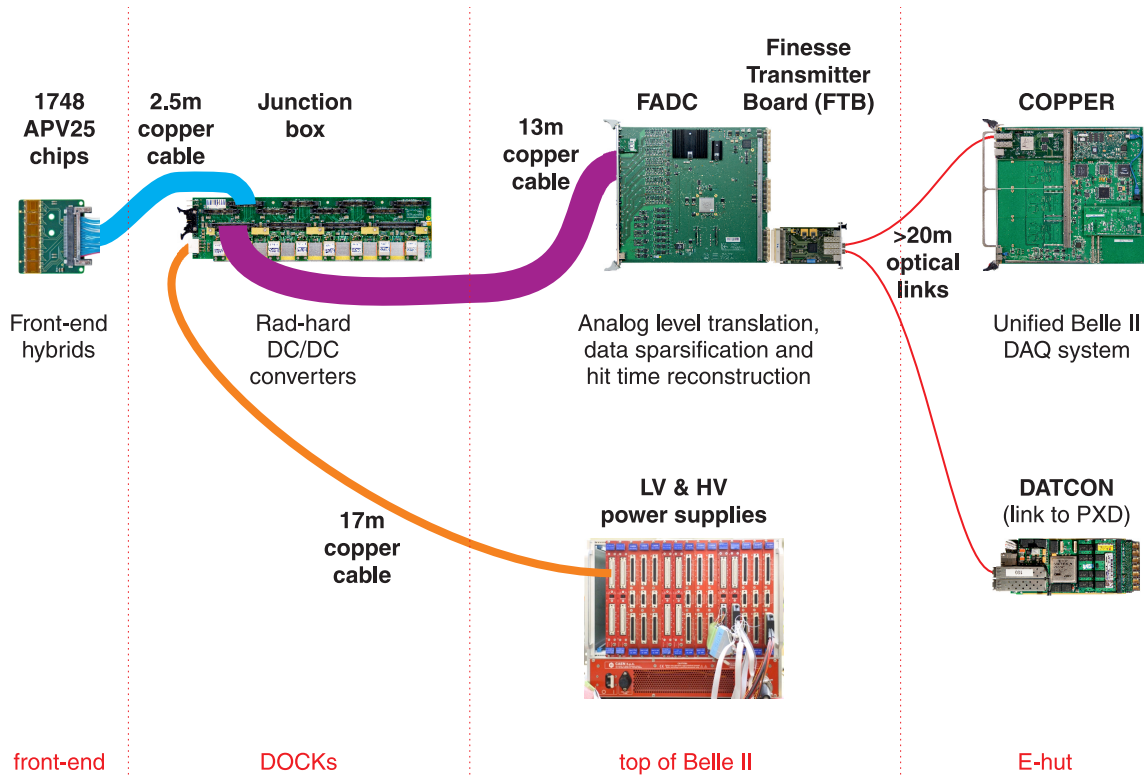 1748
APV25
chips
2.5m
copper
cable
Junction
box
13m
copper
cable
FADC
Finesse
Transmitter
Board (FTB)
COPPER
>20m
optical
links
Front-end
hybrids
Rad-hard
DC/DC
converters
Analog level translation,
data sparsification and
hit time reconstruction
Unified Belle II
DAQ system
17m
copper
cable
LV & HV
power supplies
DATCON
(link to PXD)
front-end
DOCKs
top of Belle II
E-hut